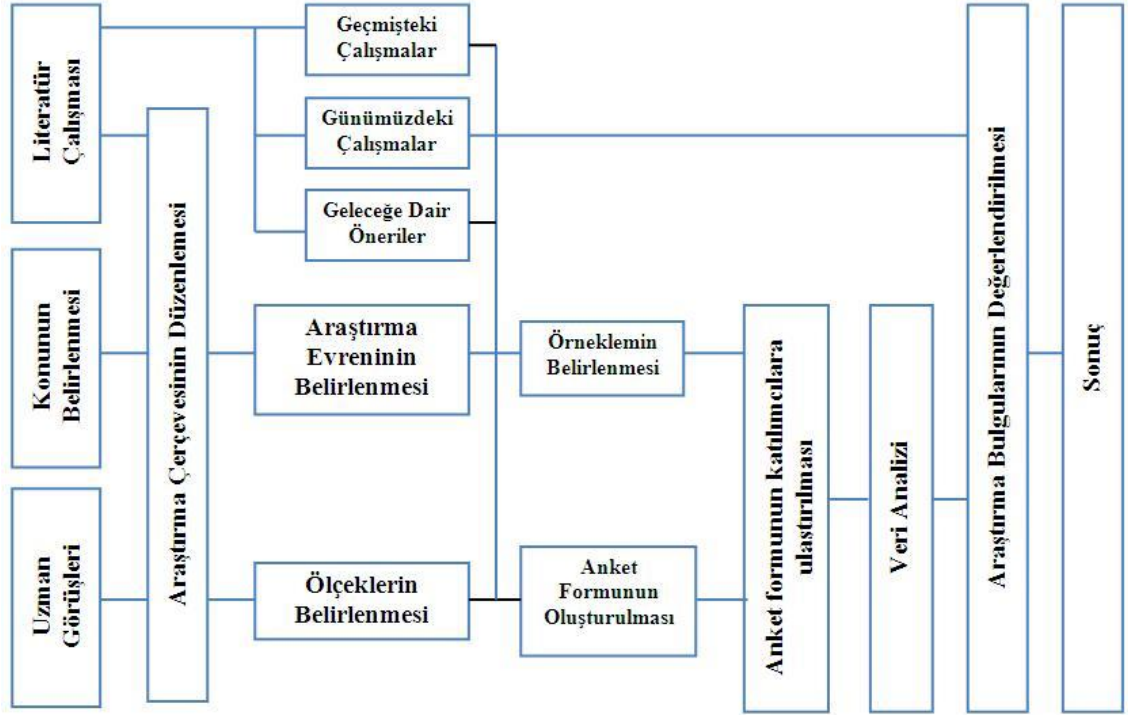 Literatür
Çalışması
Konunun
Belirlenmesi
Uzman
Görüşleri
Araştırma Çerçevesinin Düzenlemesi
Geçmişteki
Çalışmalar
Günümüzdeki
Çalışmalar
Geleceğe Dair
Öneriler
Araştırma
Evreninin
Belirlenmesi
Ölçeklerin
Belirlenmesi
Örneklemin
Belirlenmesi
Anket
Formunun
Oluşturulması
Anket formunun katılımcılara
ulastırılması
Veri Analizi
Araştırma Bulgularının Değerlendirilmesi
Sonuç